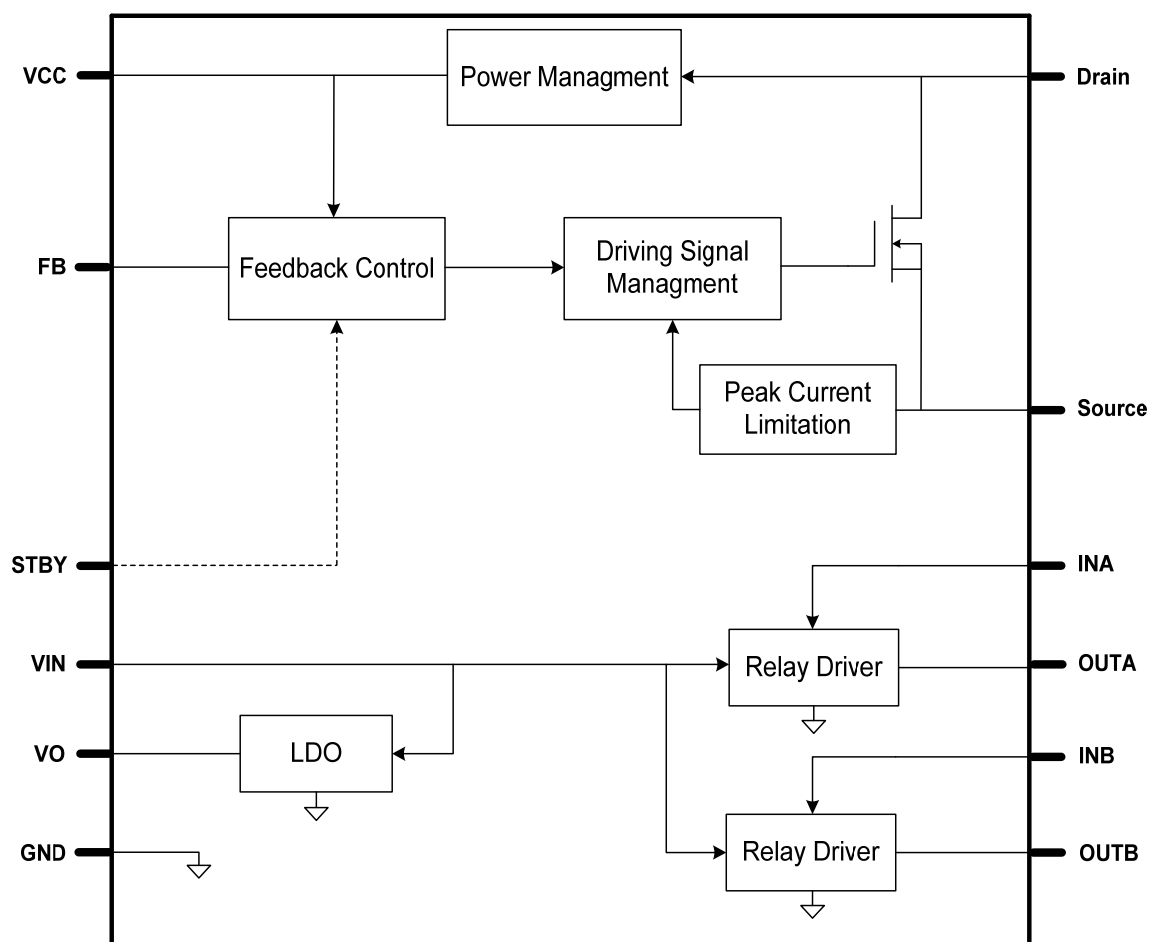 VCC
Power Managment
Drain
FB
Feedback Control
Driving Signal
Managment
Peak Current
Limitation
Source
STBY
INA
VIN
Relay Driver
OUTA
VO
LDO
INB
GND
Relay Driver
OUTB